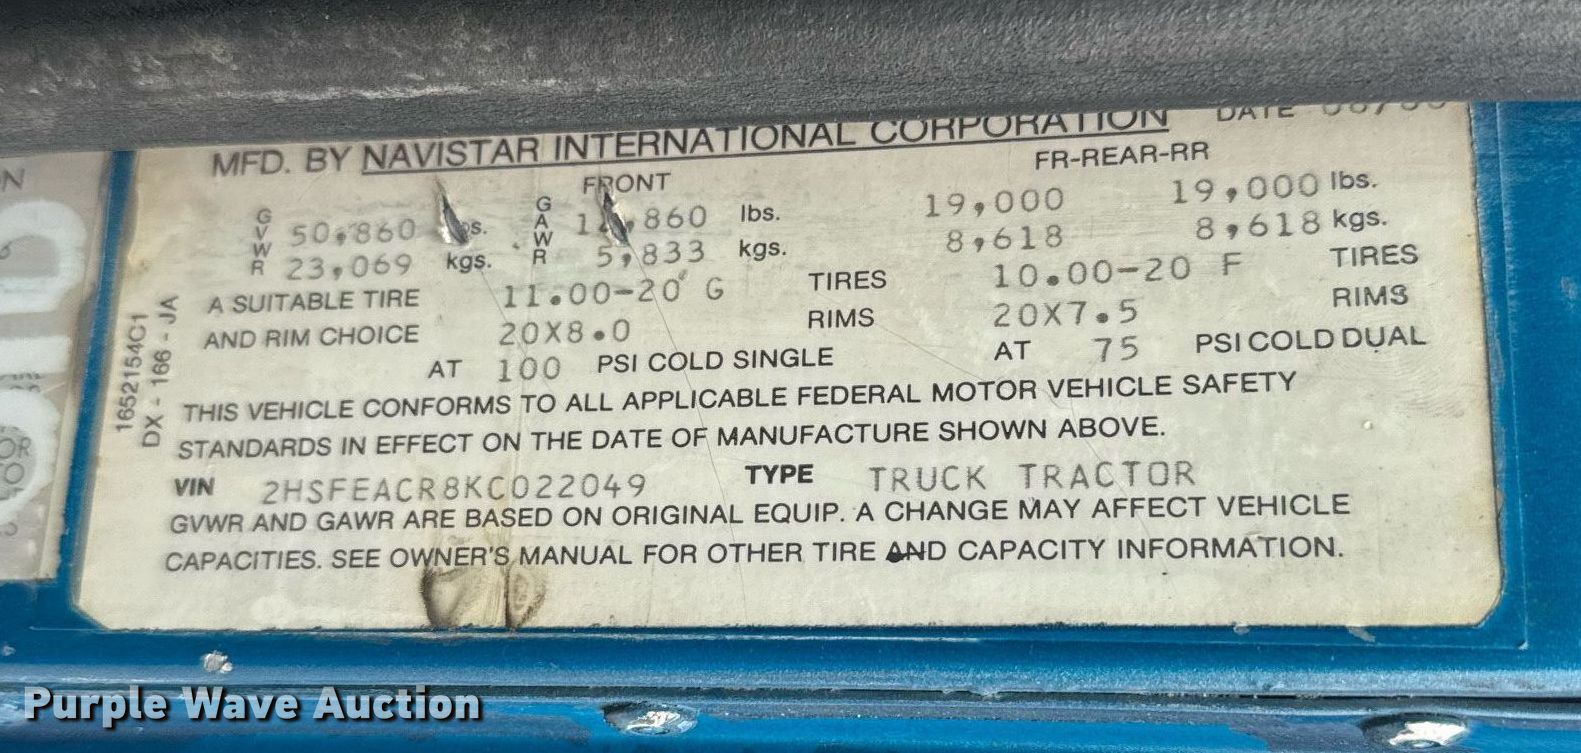 MFD. BY NAVISTAR INTERNATIONAL CORPORATION DATE
FRONT FR-REAR-RR
GVWR 50,860 lbs. GAWR 12,860 lbs. 19,000 19,000 lbs.
23,069 kgs. 5,833 kgs. 8,618 8,618 kgs.
A SUITABLE TIRE 11.00-20 G TIRES 10.00-20 F TIRES
AND RIM CHOICE 20X8.0 RIMS 20X7.5 RIMS
AT 100 PSI COLD SINGLE AT 75 PSI COLD DUAL
THIS VEHICLE CONFORMS TO ALL APPLICABLE FEDERAL MOTOR VEHICLE SAFETY
STANDARDS IN EFFECT ON THE DATE OF MANUFACTURE SHOWN ABOVE.
VIN 2HSFEACR8KC022049 TYPE TRUCK TRACTOR
GVWR AND GAWR ARE BASED ON ORIGINAL EQUIP. A CHANGE MAY AFFECT VEHICLE
CAPACITIES. SEE OWNER'S MANUAL FOR OTHER TIRE AND CAPACITY INFORMATION.
1652154C1
DX - 166 - JA
Purple Wave Auction